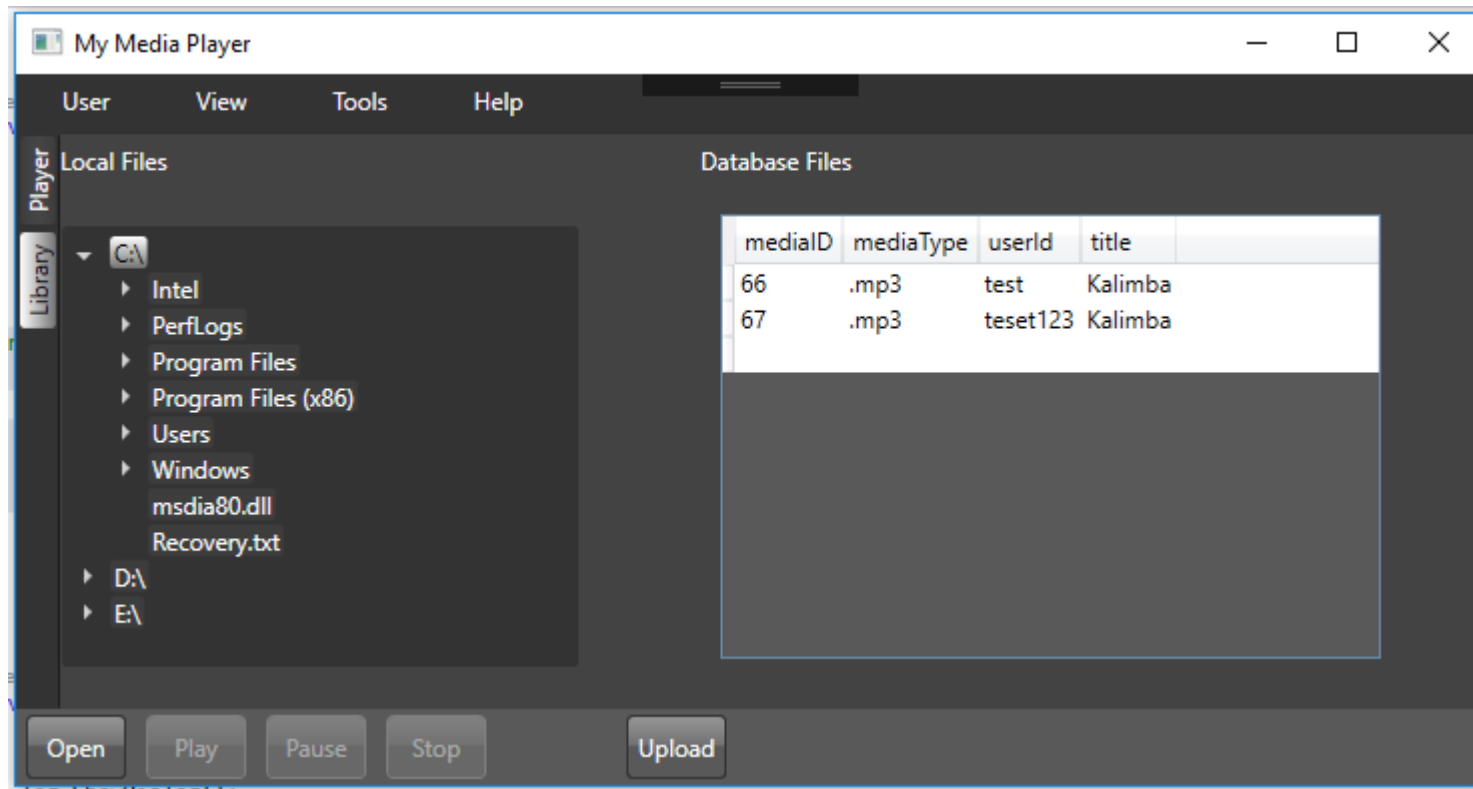 My Media Player
User View Tools Help
Player
Library
Local Files
C:\
Intel
PerfLogs
Program Files
Program Files (x86)
Users
Windows
msdia80.dll
Recovery.txt
D:\
E:\
Database Files
mediaID mediaType userId title
66 .mp3 test Kalimba
67 .mp3 teset123 Kalimba
Open Play Pause Stop Upload